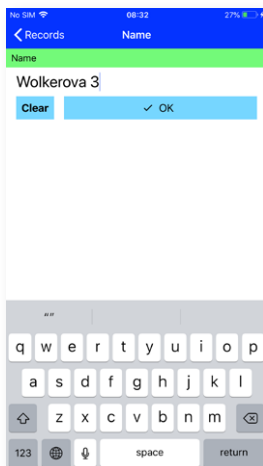 No SIM 08:32 27%
Records Name
Name
Wolkerova 3
Clear ✓ OK
“”
q w e r t y u i o p
a s d f g h j k l
z x c v b n m
123 space return